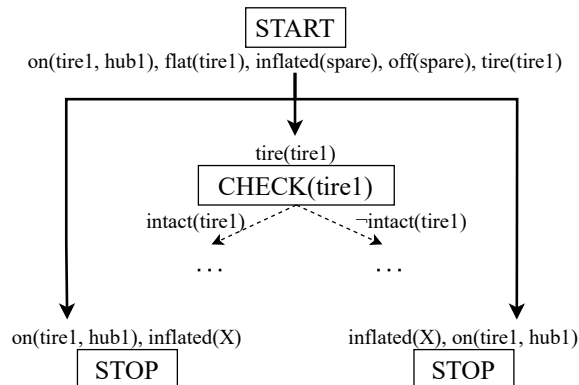 START
on(tire1, hub1), flat(tire1), inflated(spare), off(spare), tire(tire1)
tire(tire1)
CHECK(tire1)
intact(tire1) ¬intact(tire1)
... ...
on(tire1, hub1), inflated(X) inflated(X), on(tire1, hub1)
STOP STOP